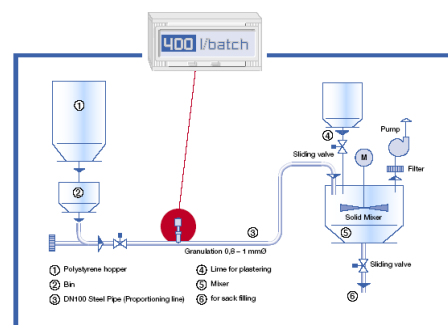 400 l/batch
①
②
③
④
Sliding valve
M
Pump
Filter
Solid Mixer
⑤
Granulation 0,8 – 1 mmØ
Sliding valve
⑥
① Polystyrene hopper
② Bin
③ DN100 Steel Pipe (Proportioning line)
④ Lime for plastering
⑤ Mixer
⑥ for sack filling